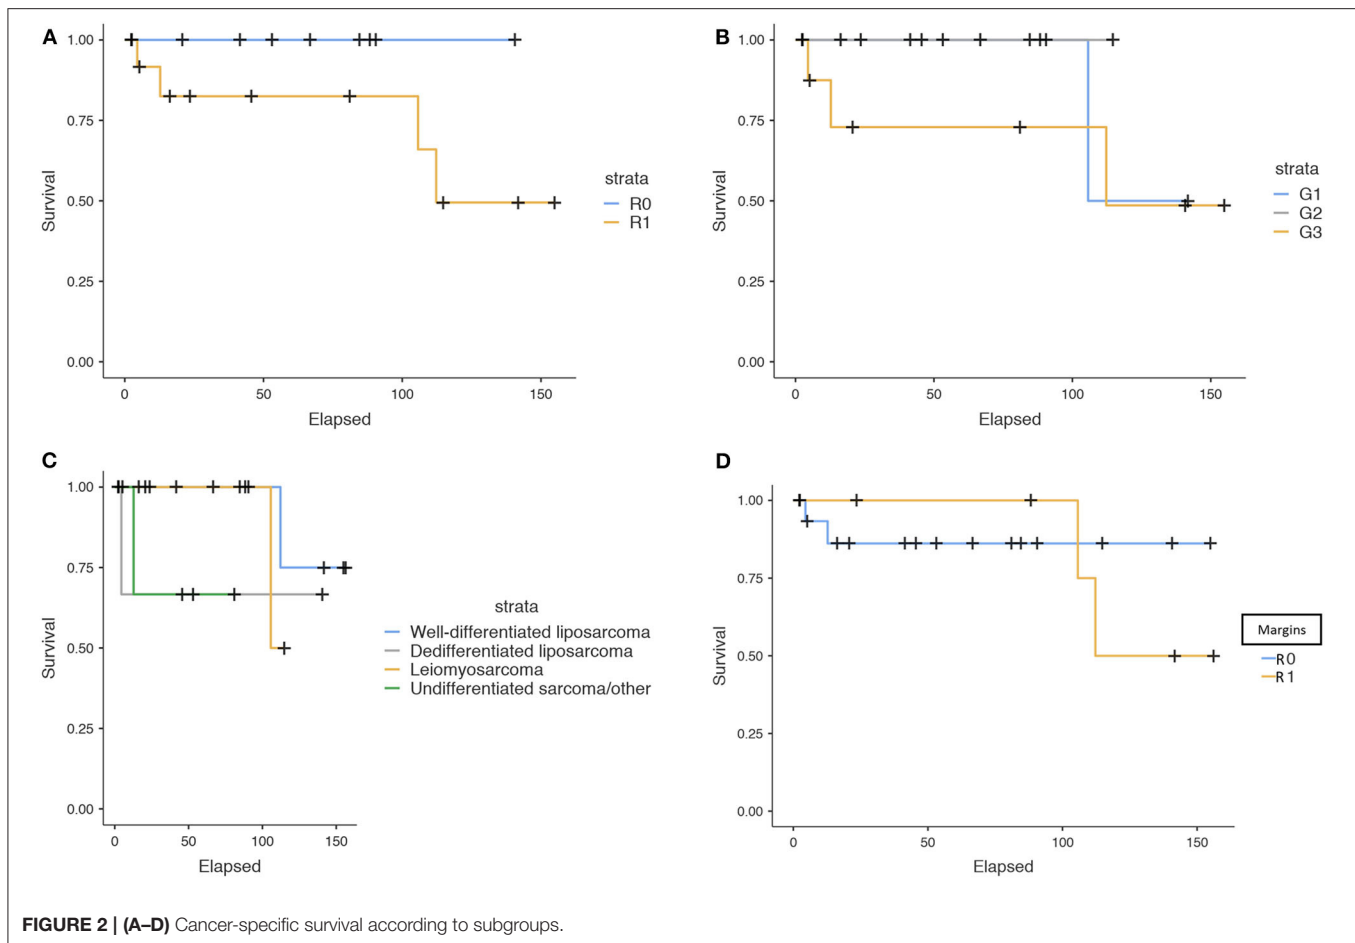 A
1.00
0.75
0.50
0.25
0.00
Survival
0 50 100 150
Elapsed
strata
R0
R1
B
1.00
0.75
0.50
0.25
0.00
Survival
0 50 100 150
Elapsed
strata
G1
G2
G3
C
1.00
0.75
0.50
0.25
0.00
Survival
0 50 100 150
Elapsed
strata
Well-differentiated liposarcoma
Dedifferentiated liposarcoma
Leiomyosarcoma
Undifferentiated sarcoma/other
D
1.00
0.75
0.50
0.25
0.00
Survival
0 50 100 150
Elapsed
Margins
R0
R1
FIGURE 2 | (A–D) Cancer-specific survival according to subgroups.